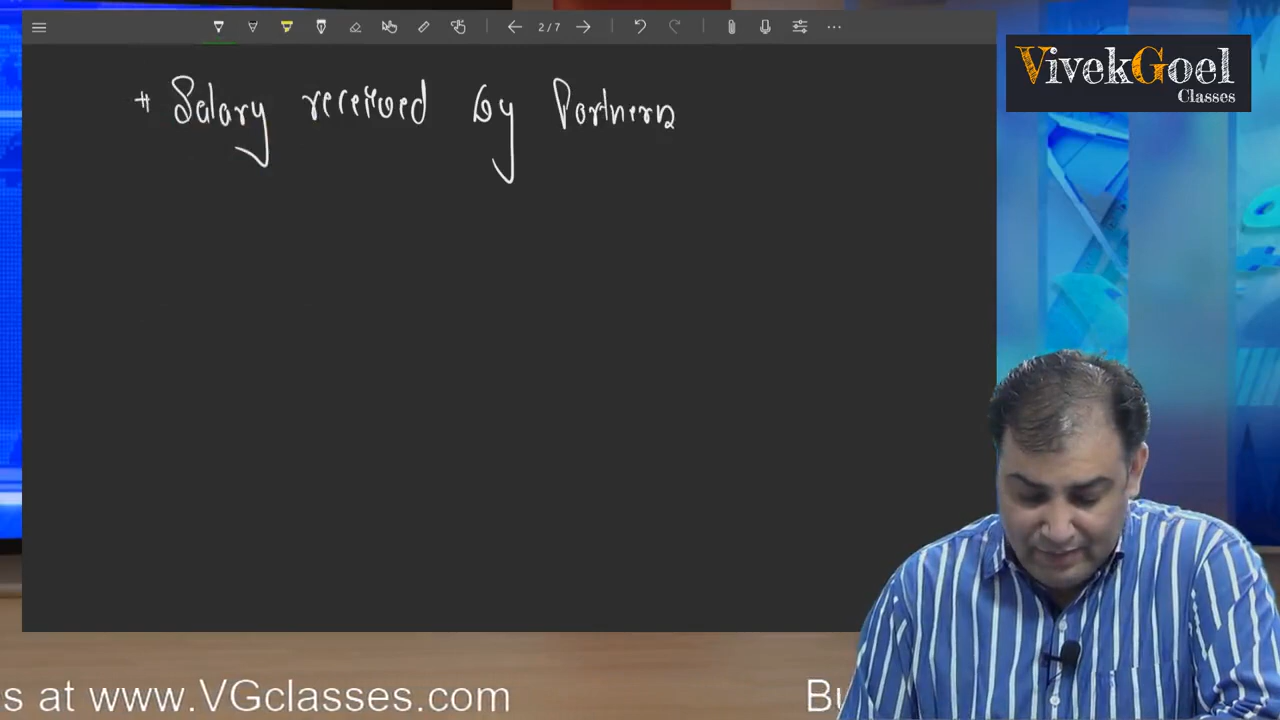 2/7
VivekGoel
Classes
* Salary received by Partners
s at www.VGclasses.com
Bu